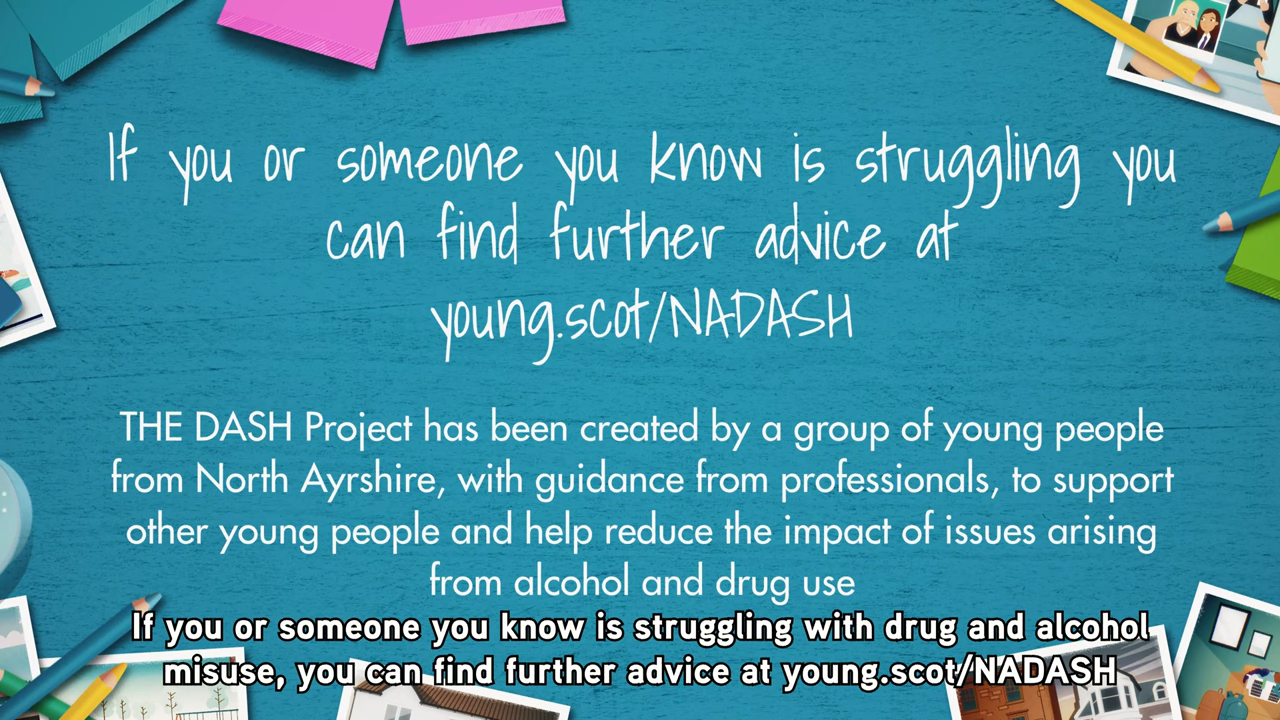 If you or someone you know is struggling you
can find further advice at
young.scot/NADASH
THE DASH Project has been created by a group of young people
from North Ayrshire, with guidance from professionals, to support
other young people and help reduce the impact of issues arising
from alcohol and drug use
If you or someone you know is struggling with drug and alcohol
misuse, you can find further advice at young.scot/NADASH